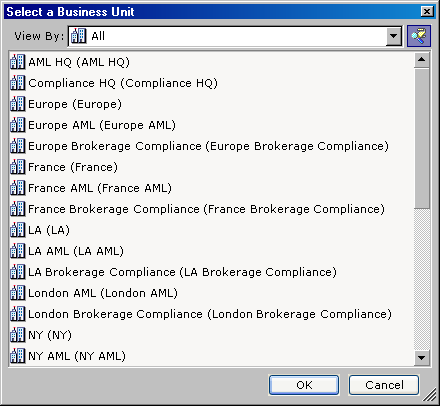 Select a Business Unit
View By: All
AML HQ (AML HQ)
Compliance HQ (Compliance HQ)
Europe (Europe)
Europe AML (Europe AML)
Europe Brokerage Compliance (Europe Brokerage Compliance)
France (France)
France AML (France AML)
France Brokerage Compliance (France Brokerage Compliance)
LA (LA)
LA AML (LA AML)
LA Brokerage Compliance (LA Brokerage Compliance)
London AML (London AML)
London Brokerage Compliance (London Brokerage Compliance)
NY (NY)
NY AML (NY AML)
OK Cancel